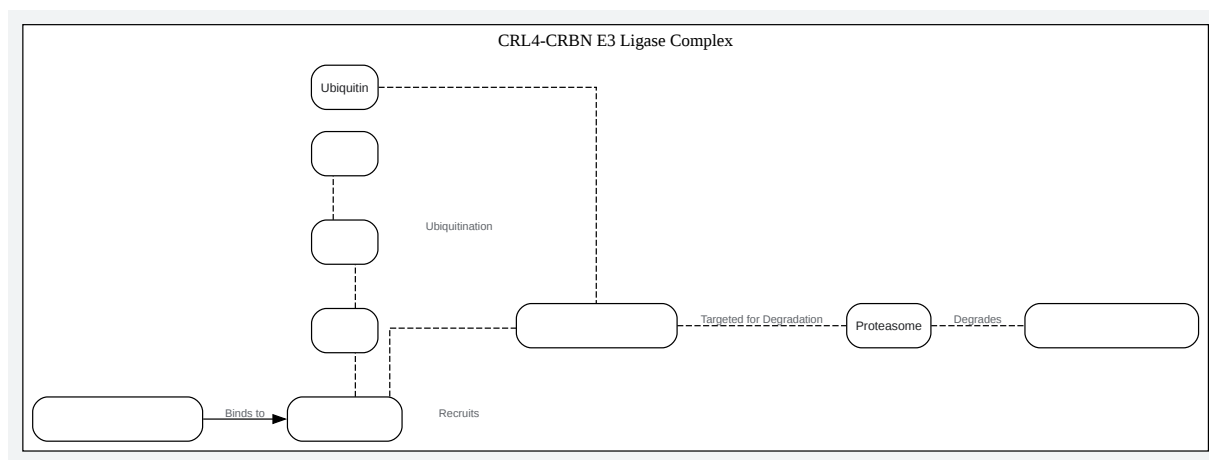 CRL4-CRBN E3 Ligase Complex
Ubiquitin
Ubiquitination
Targeted for Degradation
Proteasome
Degrades
Binds to
Recruits